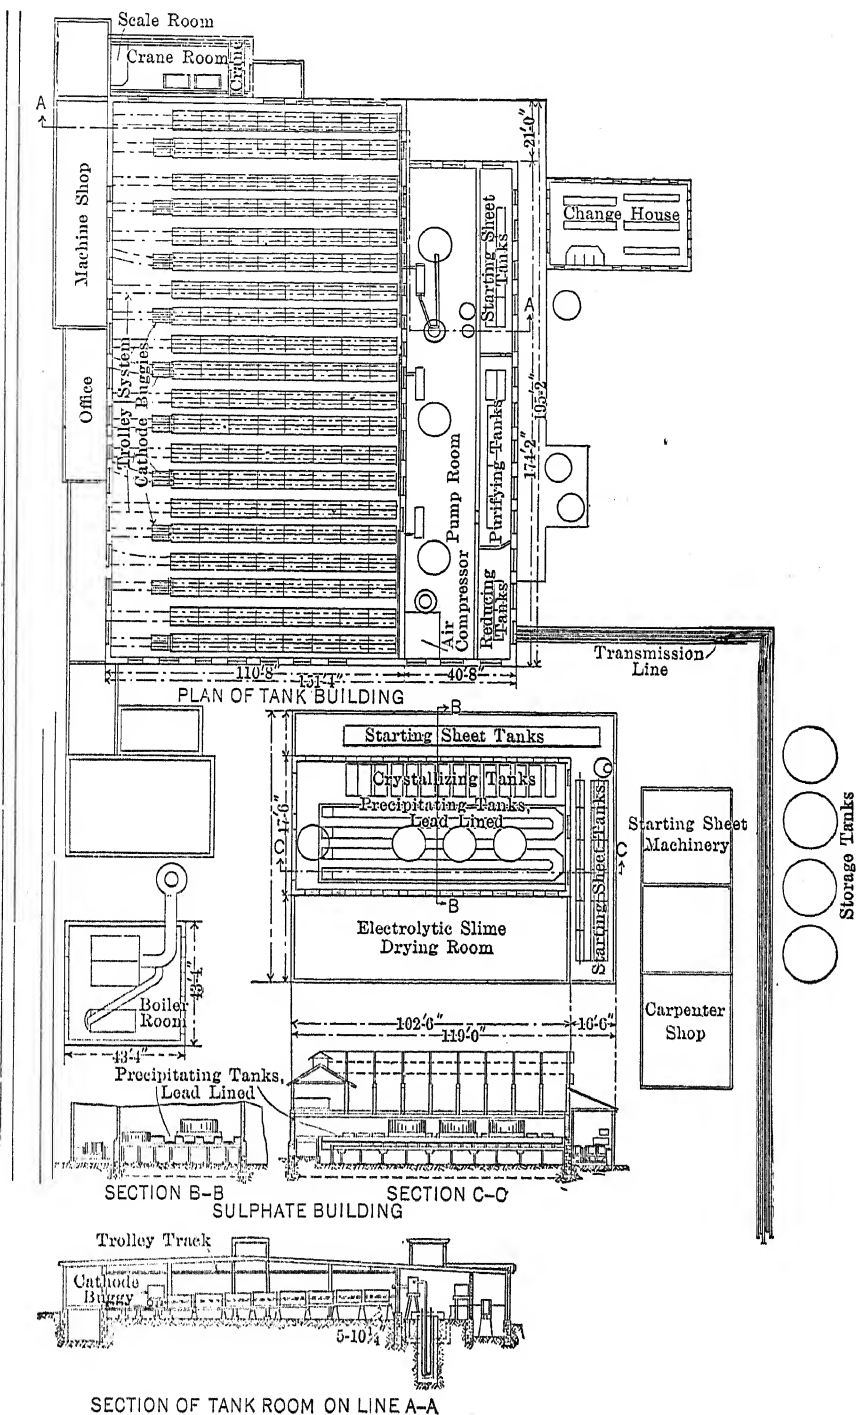 Scale Room
Crane Room
Crane
A
21'-0"
Machine Shop
Change House
Starting Sheet
Tanks
A
Office
Trolley System
Cathode Buggies
195'-2"
174'-2"
Purifying Tanks
Pump Room
Air
Compressor
Reducing
Tanks
Transmission
Line
110'-8"
40'-8"
151'-4"
PLAN OF TANK BUILDING
B
Starting Sheet Tanks
Crystallizing Tanks
Precipitating Tanks,
Lead Lined
C
C
Starting Sheet Tanks
Starting Sheet
Machinery
Storage Tanks
B
Electrolytic Slime
Drying Room
Boiler
Room
43'-4"
Carpenter
Shop
102'-6"
16'-6"
119'-0"
43'-4"
Precipitating Tanks,
Lead Lined
SECTION B-B
SECTION C-C
SULPHATE BUILDING
Trolley Track
Cathode
Buggy
5-10¼"
SECTION OF TANK ROOM ON LINE A-A